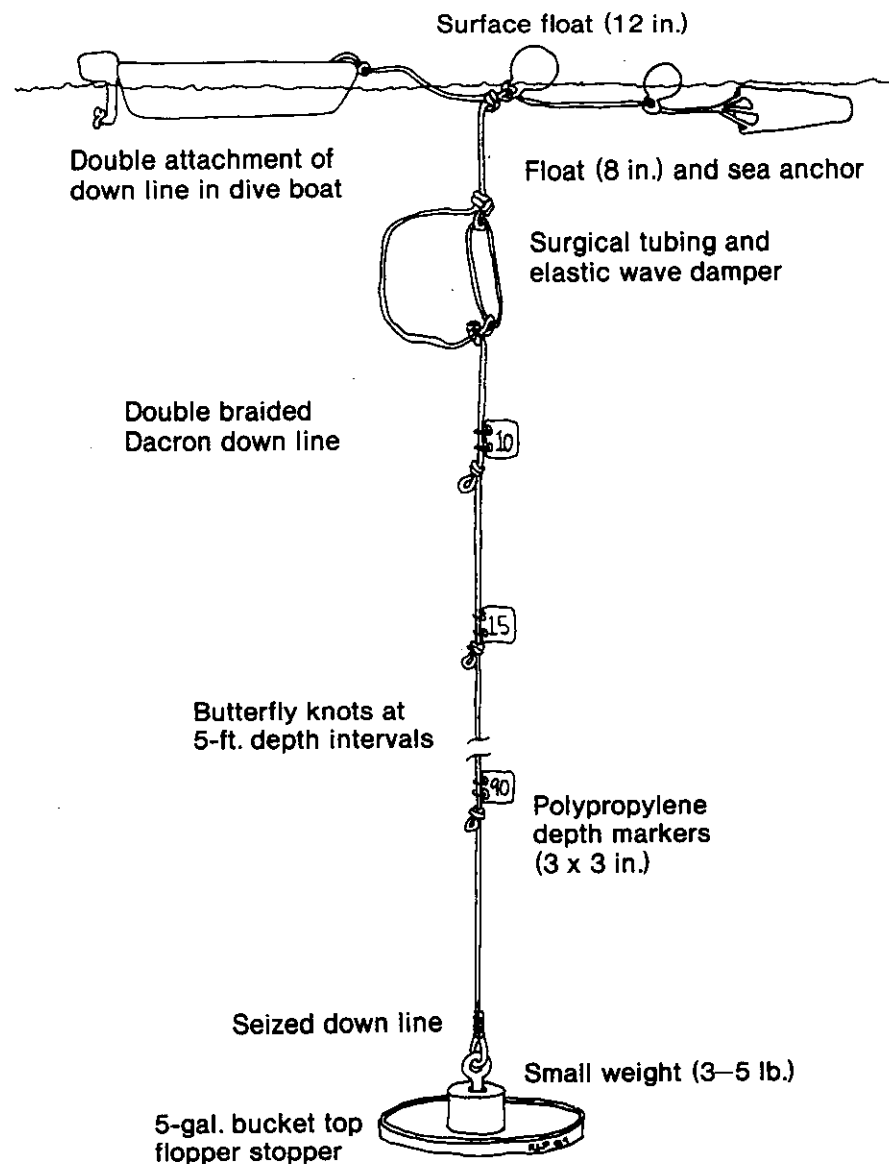 Surface float (12 in.)
Double attachment of
down line in dive boat
Float (8 in.) and sea anchor
Surgical tubing and
elastic wave damper
Double braided
Dacron down line
10
15
Butterfly knots at
5-ft. depth intervals
90
Polypropylene
depth markers
(3 x 3 in.)
Seized down line
Small weight (3–5 lb.)
5-gal. bucket top
flopper stopper